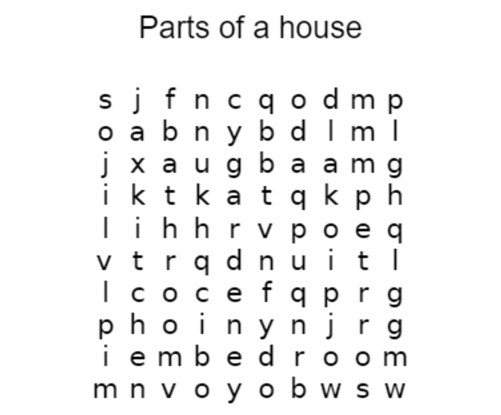 Parts of a house
s j f n c q o d m p
o a b n y b d l m l
j x a u g b a a m g
i k t k a t q k p h
l i h h r v p o e q
v t r q d n u i t l
l c o c e f q p r g
p h o i n y n j r g
i e m b e d r o o m
m n v o y o b w s w